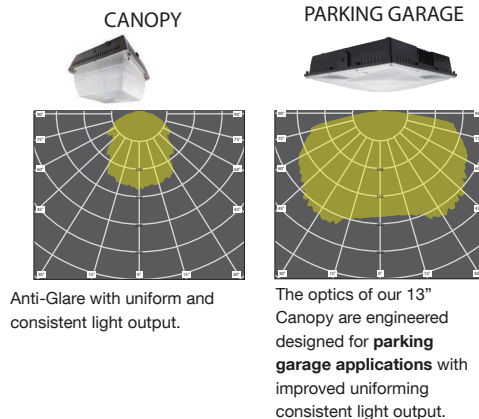 CANOPY
Anti-Glare with uniform and
consistent light output.
PARKING GARAGE
The optics of our 13”
Canopy are engineered
designed for parking
garage applications with
improved uniforming
consistent light output.